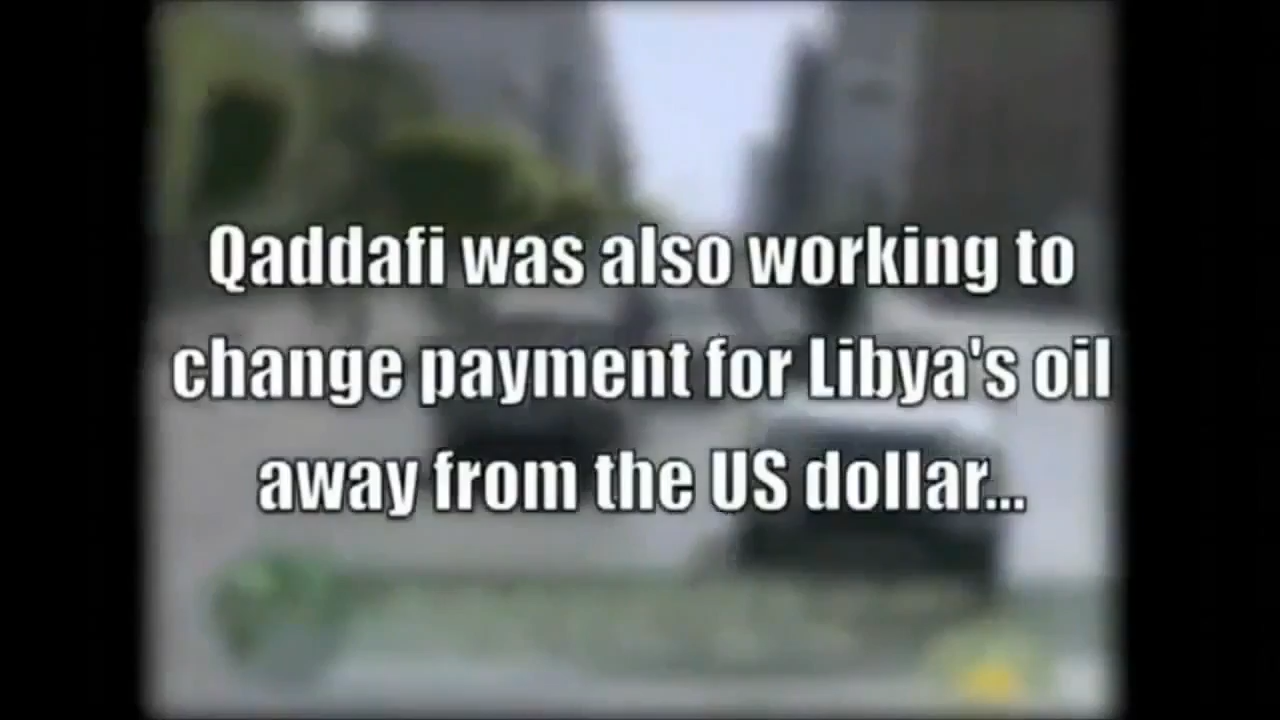 Qaddafi was also working to
change payment for Libya's oil
away from the US dollar...